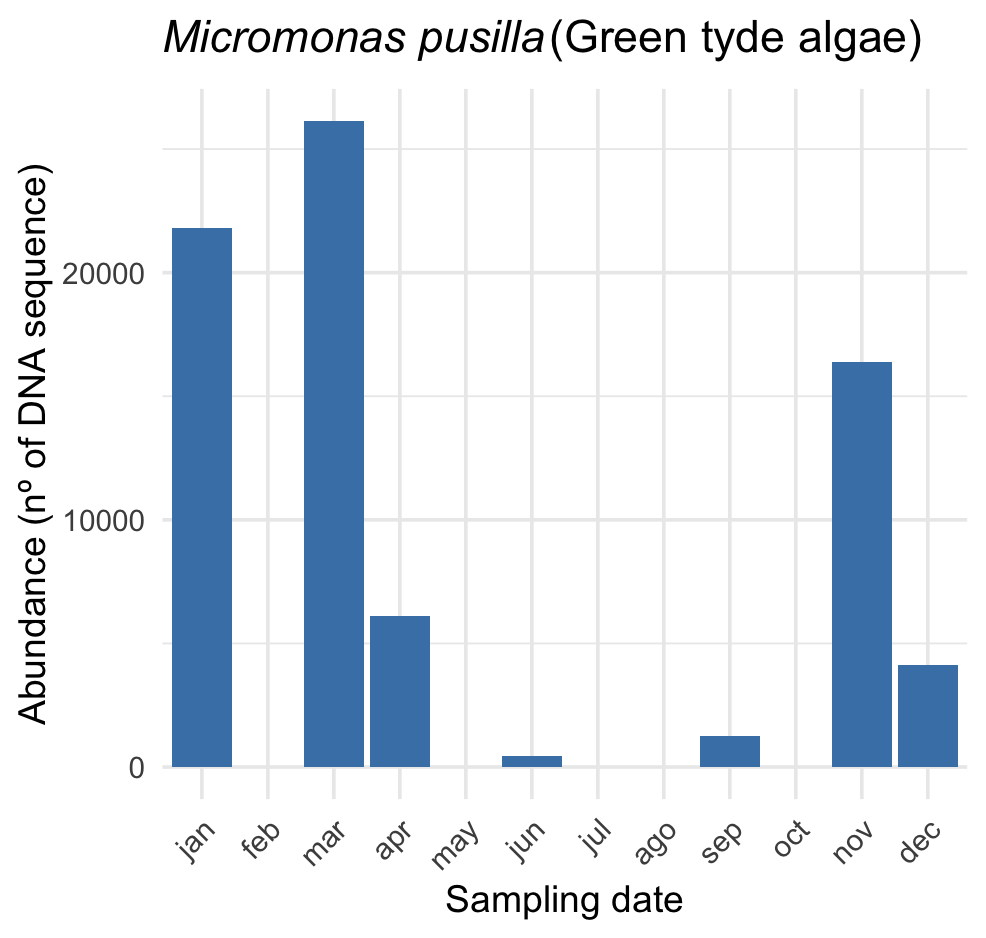 Micromonas pusilla (Green tyde algae)
Abundance (nº of DNA sequence)
20000
10000
0
jan feb mar apr may jun jul ago sep oct nov dec
Sampling date